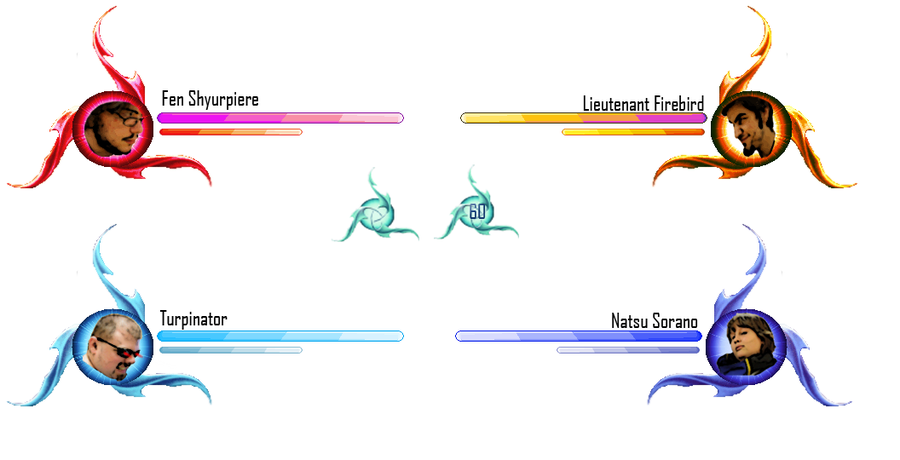 Fen Shyurpiere
Lieutenant Firebird
60
Turpinator
Natsu Sorano